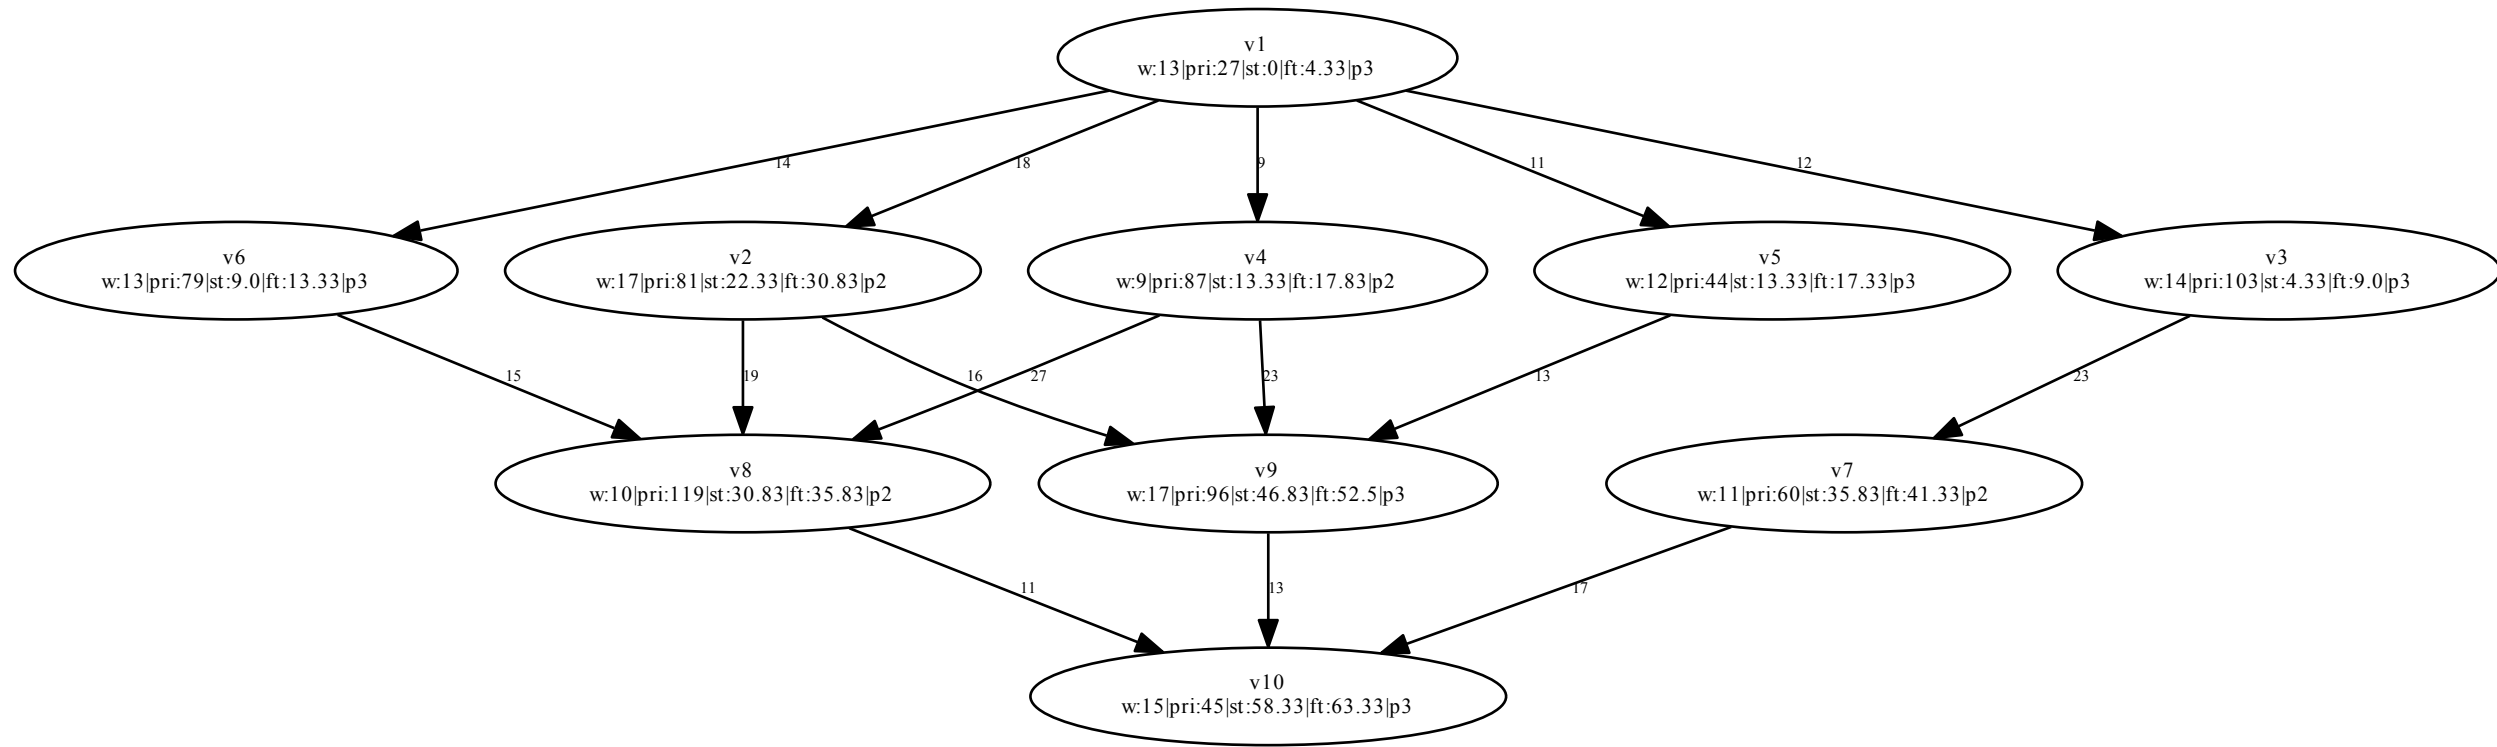 v1
w:13|pri:27|st:0|ft:4.33|p3
14
18
9
11
12
v6
w:13|pri:79|st:9.0|ft:13.33|p3
v2
w:17|pri:81|st:22.33|ft:30.83|p2
v4
w:9|pri:87|st:13.33|ft:17.83|p2
v5
w:12|pri:44|st:13.33|ft:17.33|p3
v3
w:14|pri:103|st:4.33|ft:9.0|p3
15
19
16
27
23
13
23
v8
w:10|pri:119|st:30.83|ft:35.83|p2
v9
w:17|pri:96|st:46.83|ft:52.5|p3
v7
w:11|pri:60|st:35.83|ft:41.33|p2
11
13
17
v10
w:15|pri:45|st:58.33|ft:63.33|p3